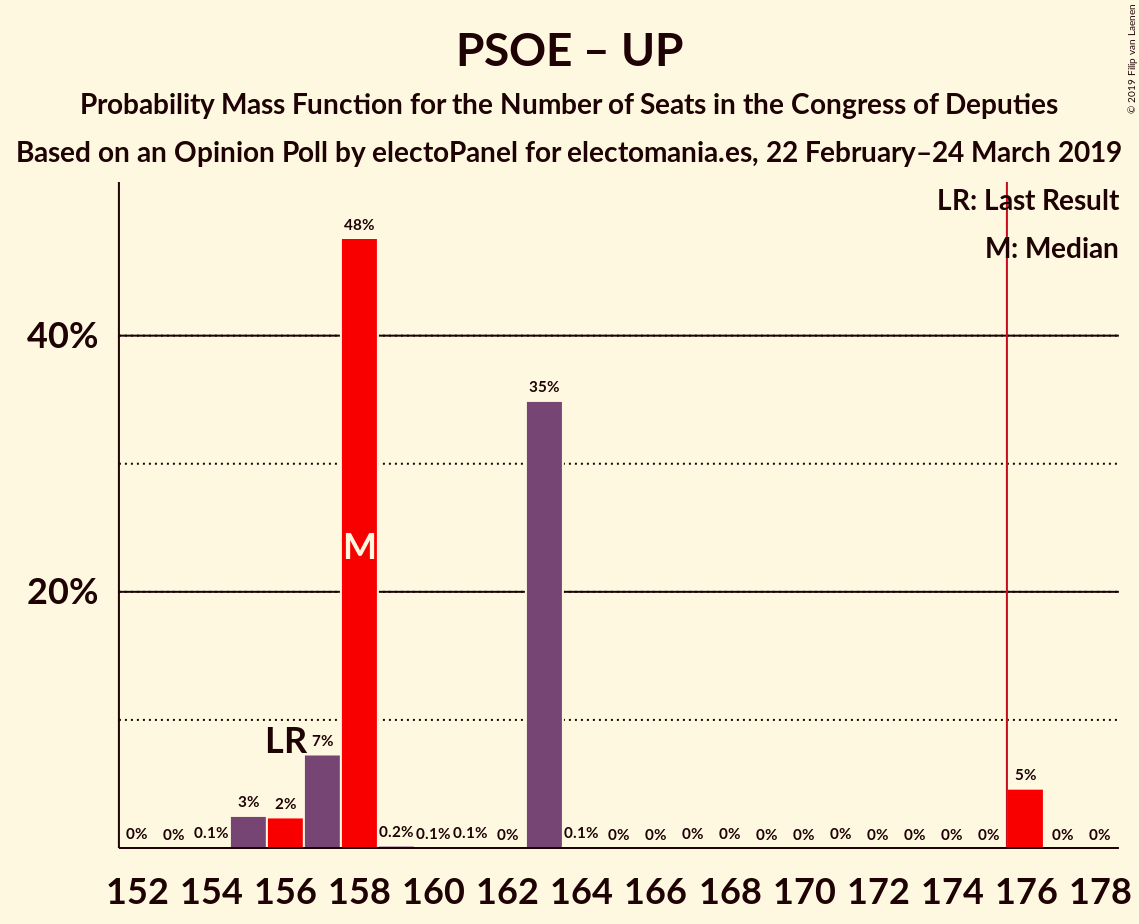 PSOE – UP
Probability Mass Function for the Number of Seats in the Congress of Deputies
Based on an Opinion Poll by electoPanel for electomania.es, 22 February–24 March 2019
© 2019 Filip van Laenen
LR: Last Result
M: Median
40%
20%
0% 0% 0.1% 3% 2% 7% 48% 0.2% 0.1% 0.1% 0% 35% 0.1% 0% 0% 0% 0% 0% 0% 0% 0% 0% 0% 0% 5% 0% 0%
LR
M
152 154 156 158 160 162 164 166 168 170 172 174 176 178